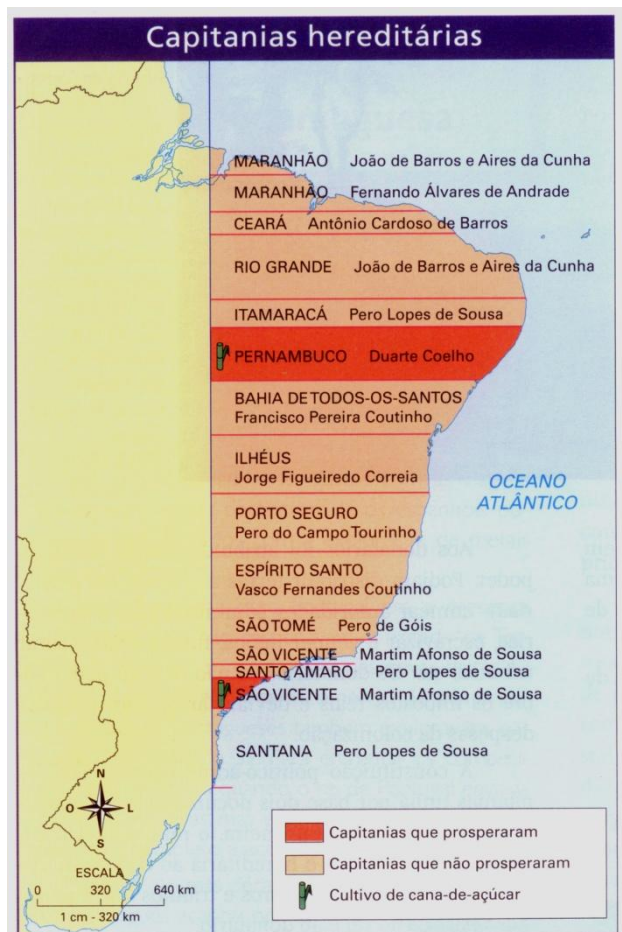 Capitanias hereditárias
MARANHÃO João de Barros e Aires da Cunha
MARANHÃO Fernando Álvares de Andrade
CEARÁ Antônio Cardoso de Barros
RIO GRANDE João de Barros e Aires da Cunha
ITAMARACÁ Pero Lopes de Sousa
PERNAMBUCO Duarte Coelho
BAHIA DE TODOS-OS-SANTOS
Francisco Pereira Coutinho
ILHÉUS
Jorge Figueiredo Correia
OCEANO
ATLÂNTICO
PORTO SEGURO
Pero do Campo Tourinho
ESPÍRITO SANTO
Vasco Fernandes Coutinho
SÃO TOMÉ Pero de Góis
SÃO VICENTE Martim Afonso de Sousa
SANTO AMARO Pero Lopes de Sousa
SÃO VICENTE Martim Afonso de Sousa
SANTANA Pero Lopes de Sousa
N
O L
S
ESCALA
0 320 640 km
1 cm - 320 km
Capitanias que prosperaram
Capitanias que não prosperaram
Cultivo de cana-de-açúcar